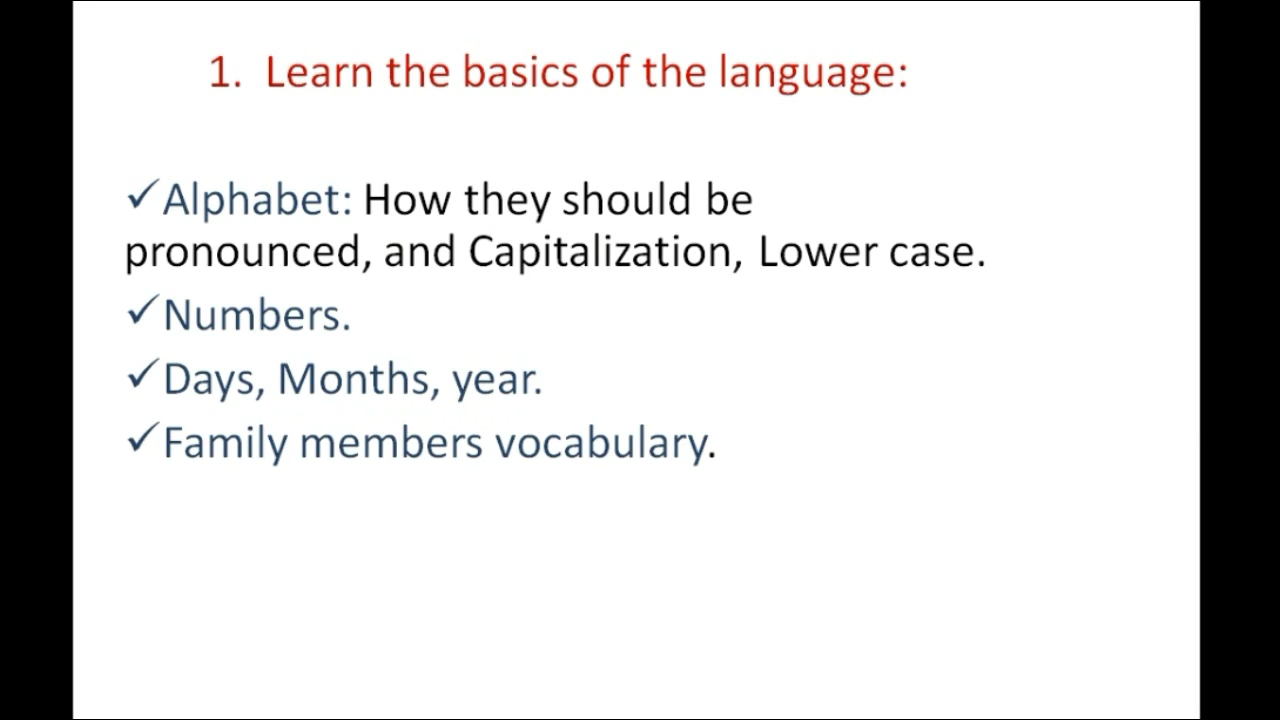 1. Learn the basics of the language:
✓Alphabet: How they should be
pronounced, and Capitalization, Lower case.
✓Numbers.
✓Days, Months, year.
✓Family members vocabulary.